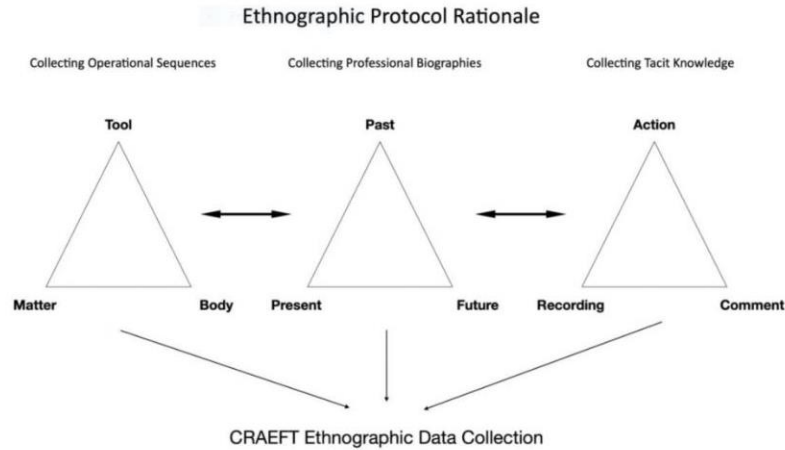 Ethnographic Protocol Rationale
Collecting Operational Sequences
Collecting Professional Biographies
Collecting Tacit Knowledge
Tool
Past
Action
Matter
Body
Present
Future
Recording
Comment
CRAEFT Ethnographic Data Collection